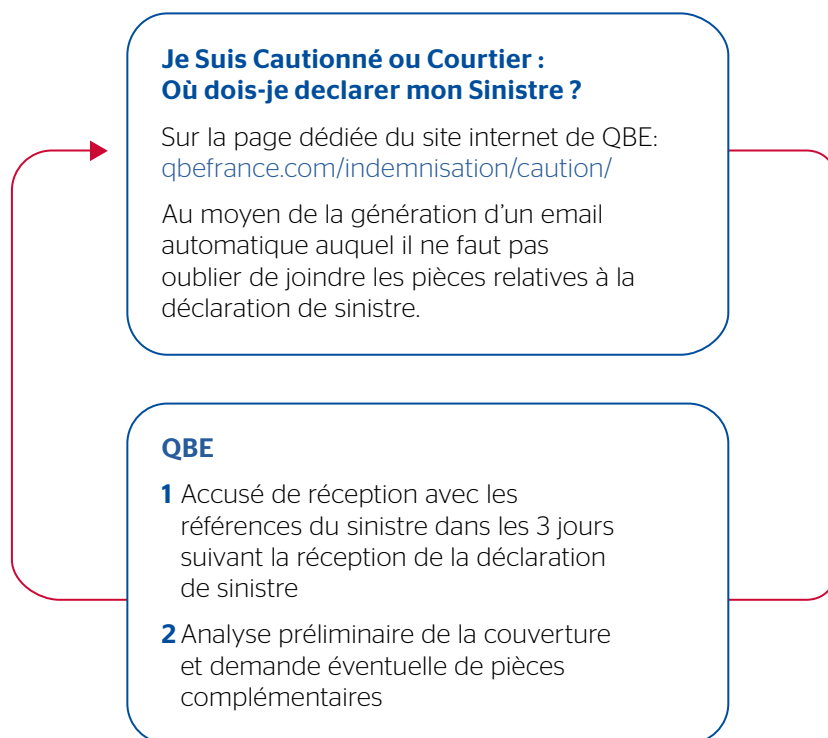 Je Suis Cautionné ou Courtier :
Où dois-je declarer mon Sinistre ?
Sur la page dédiée du site internet de QBE:
qbefrance.com/indemnisation/caution/
Au moyen de la génération d'un email
automatique auquel il ne faut pas
oublier de joindre les pièces relatives à la
déclaration de sinistre.
QBE
1 Accusé de réception avec les
références du sinistre dans les 3 jours
suivant la réception de la déclaration
de sinistre
2 Analyse préliminaire de la couverture
et demande éventuelle de pièces
complémentaires